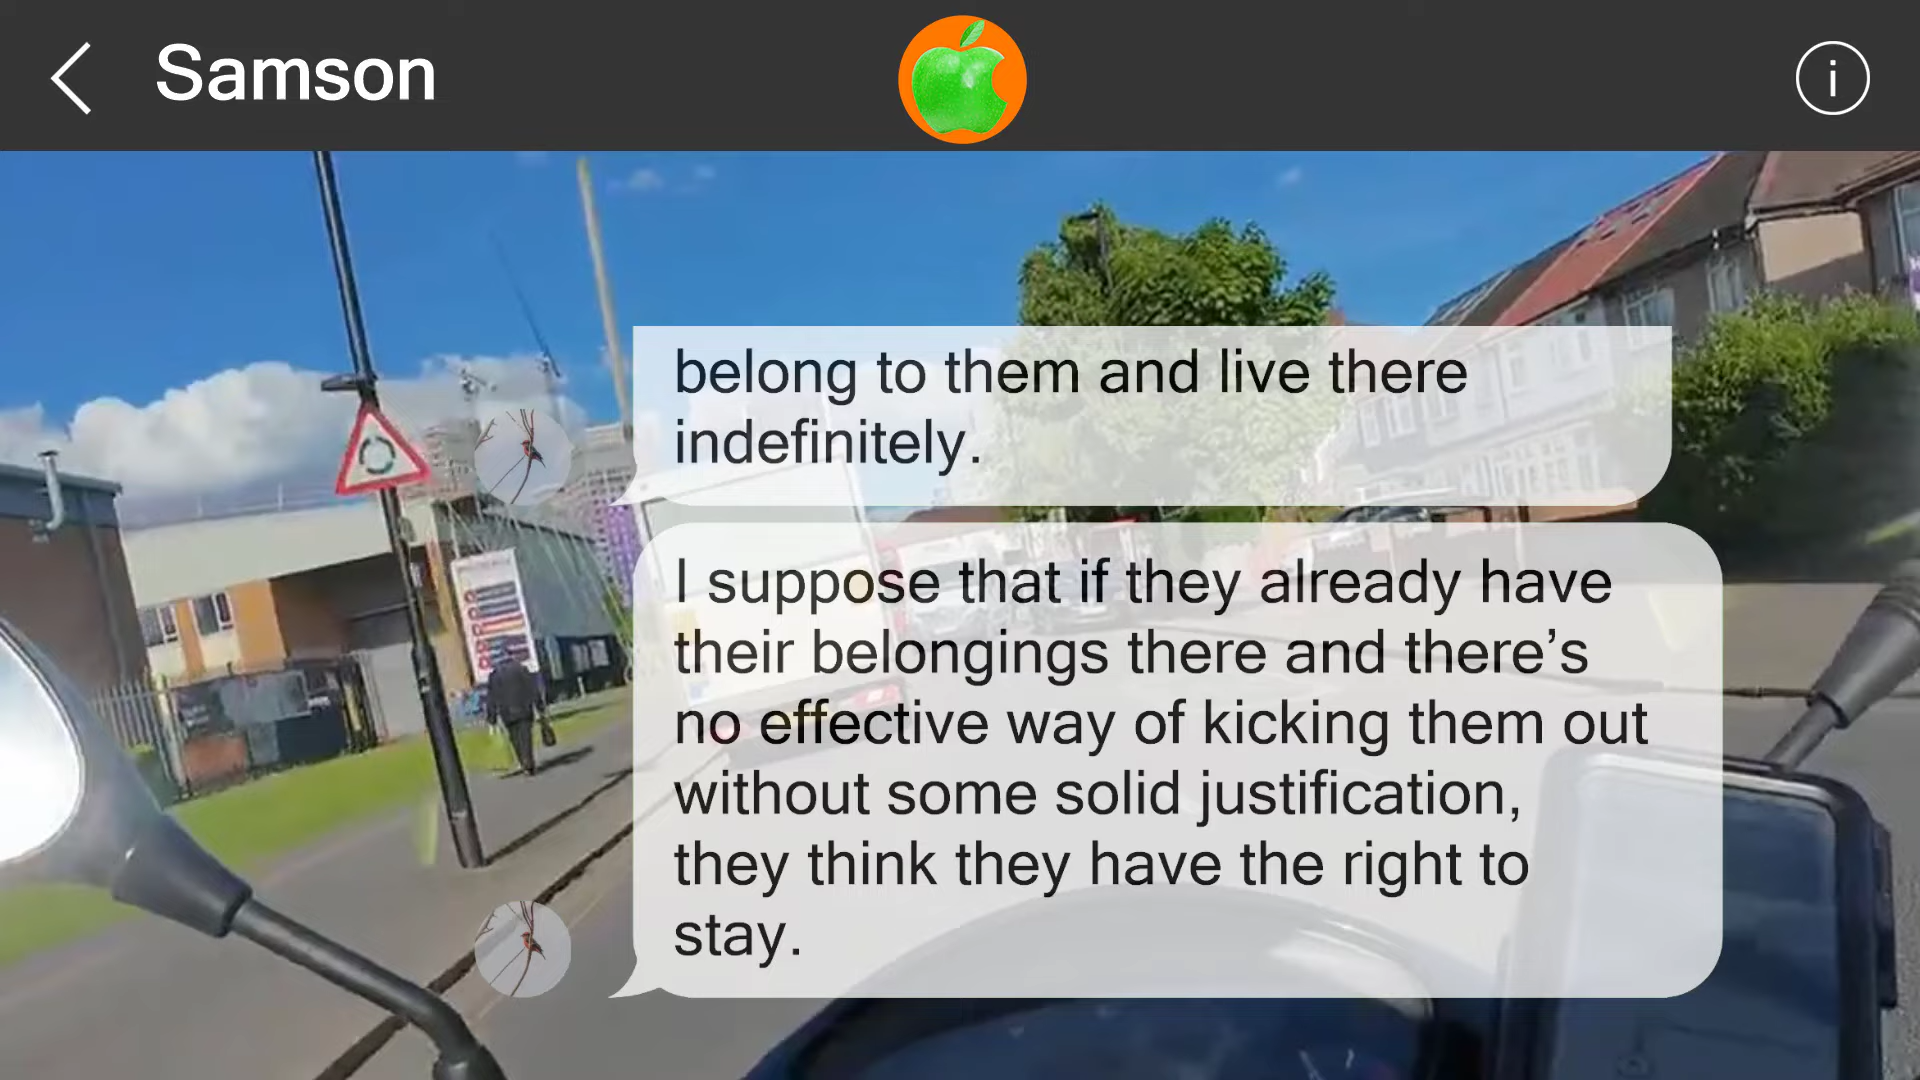 Samson
i
belong to them and live there
indefinitely.
I suppose that if they already have
their belongings there and there’s
no effective way of kicking them out
without some solid justification,
they think they have the right to
stay.